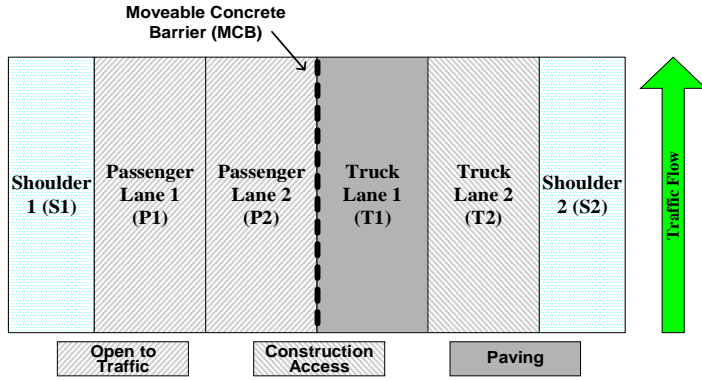 Moveable Concrete
Barrier (MCB)
Shoulder
1 (S1)
Passenger
Lane 1
(P1)
Passenger
Lane 2
(P2)
Truck
Lane 1
(T1)
Truck
Lane 2
(T2)
Shoulder
2 (S2)
Traffic Flow
Open to
Traffic
Construction
Access
Paving